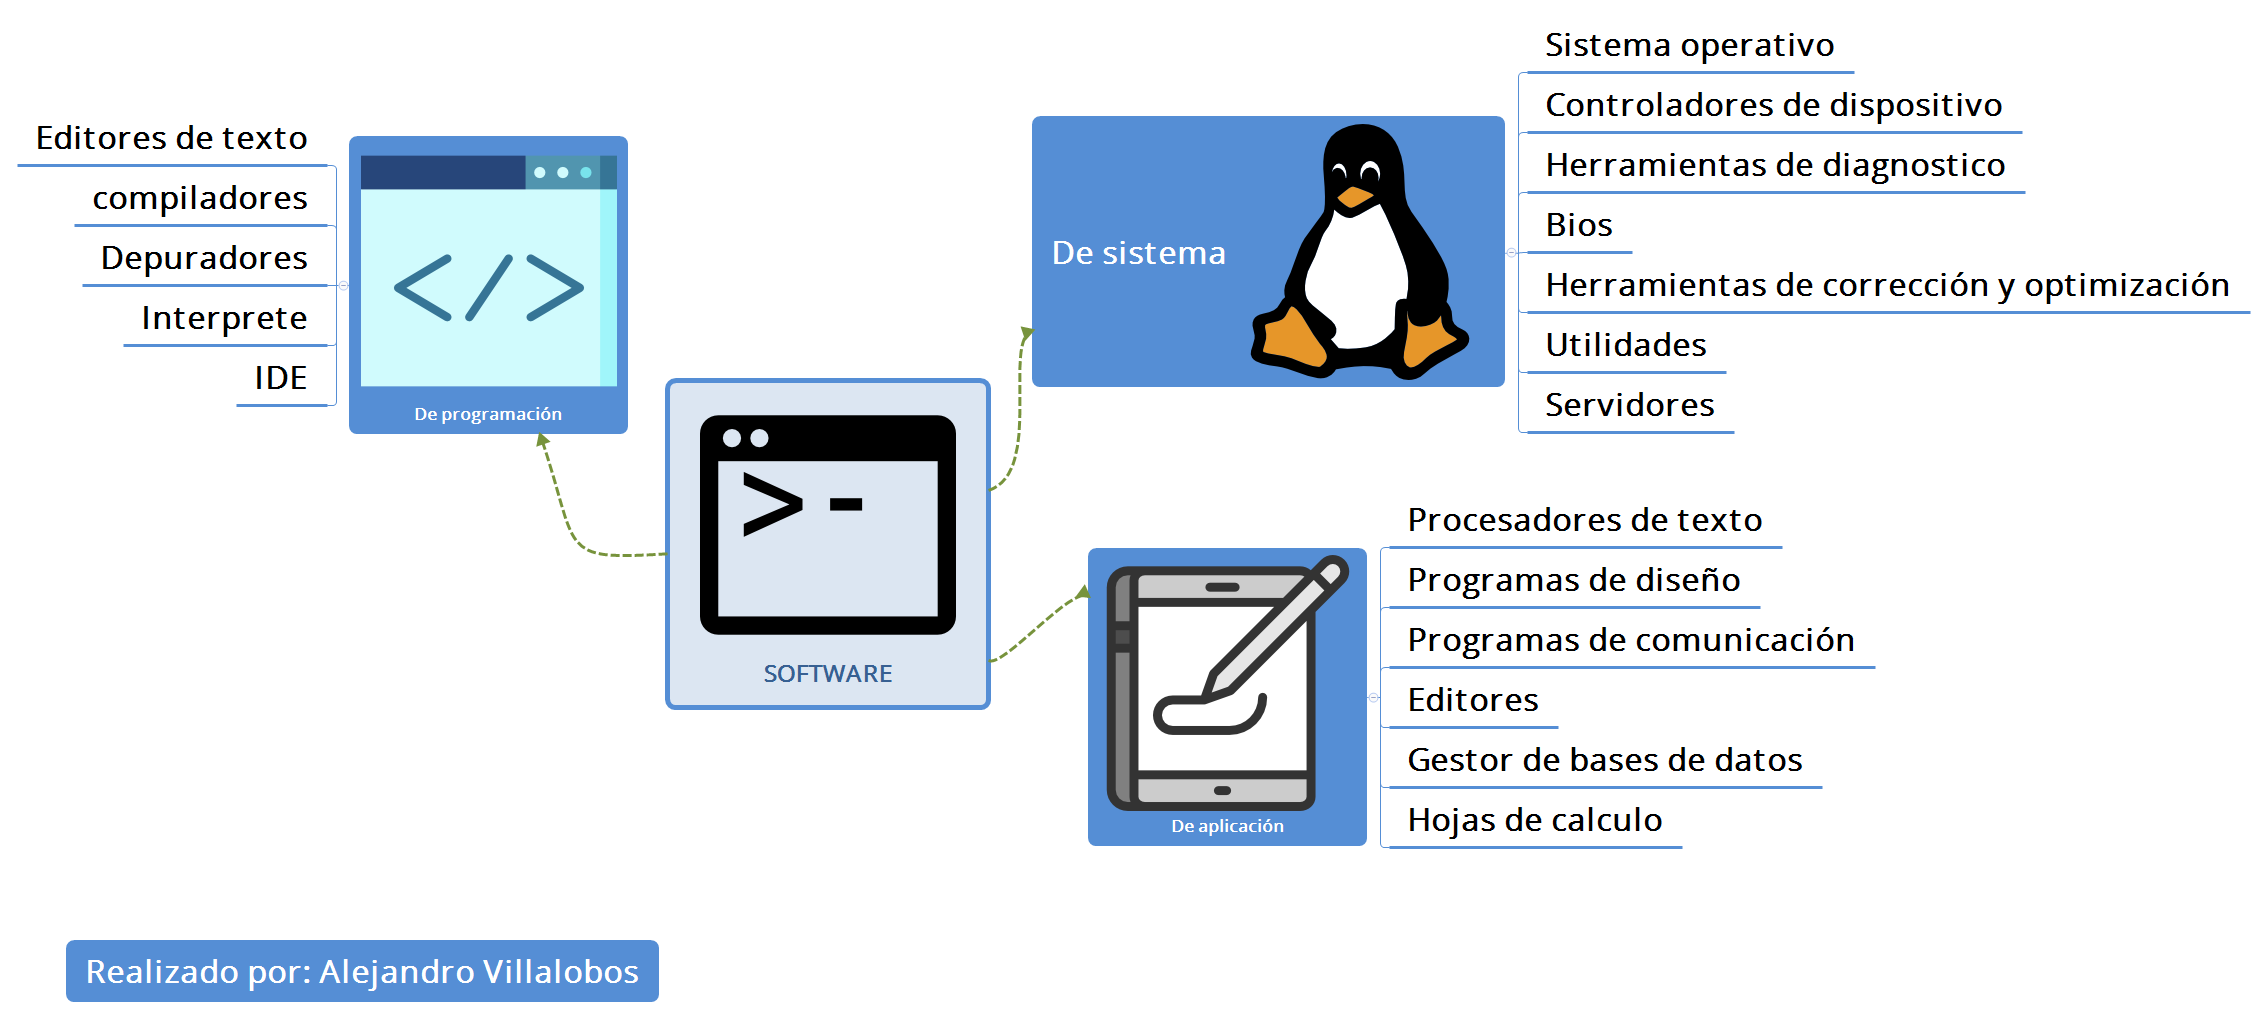 Editores de texto
compiladores
Depuradores
Interprete
IDE
</>
De programación
>-
SOFTWARE
De sistema
Sistema operativo
Controladores de dispositivo
Herramientas de diagnostico
Bios
Herramientas de corrección y optimización
Utilidades
Servidores
De aplicación
Procesadores de texto
Programas de diseño
Programas de comunicación
Editores
Gestor de bases de datos
Hojas de calculo
Realizado por: Alejandro Villalobos